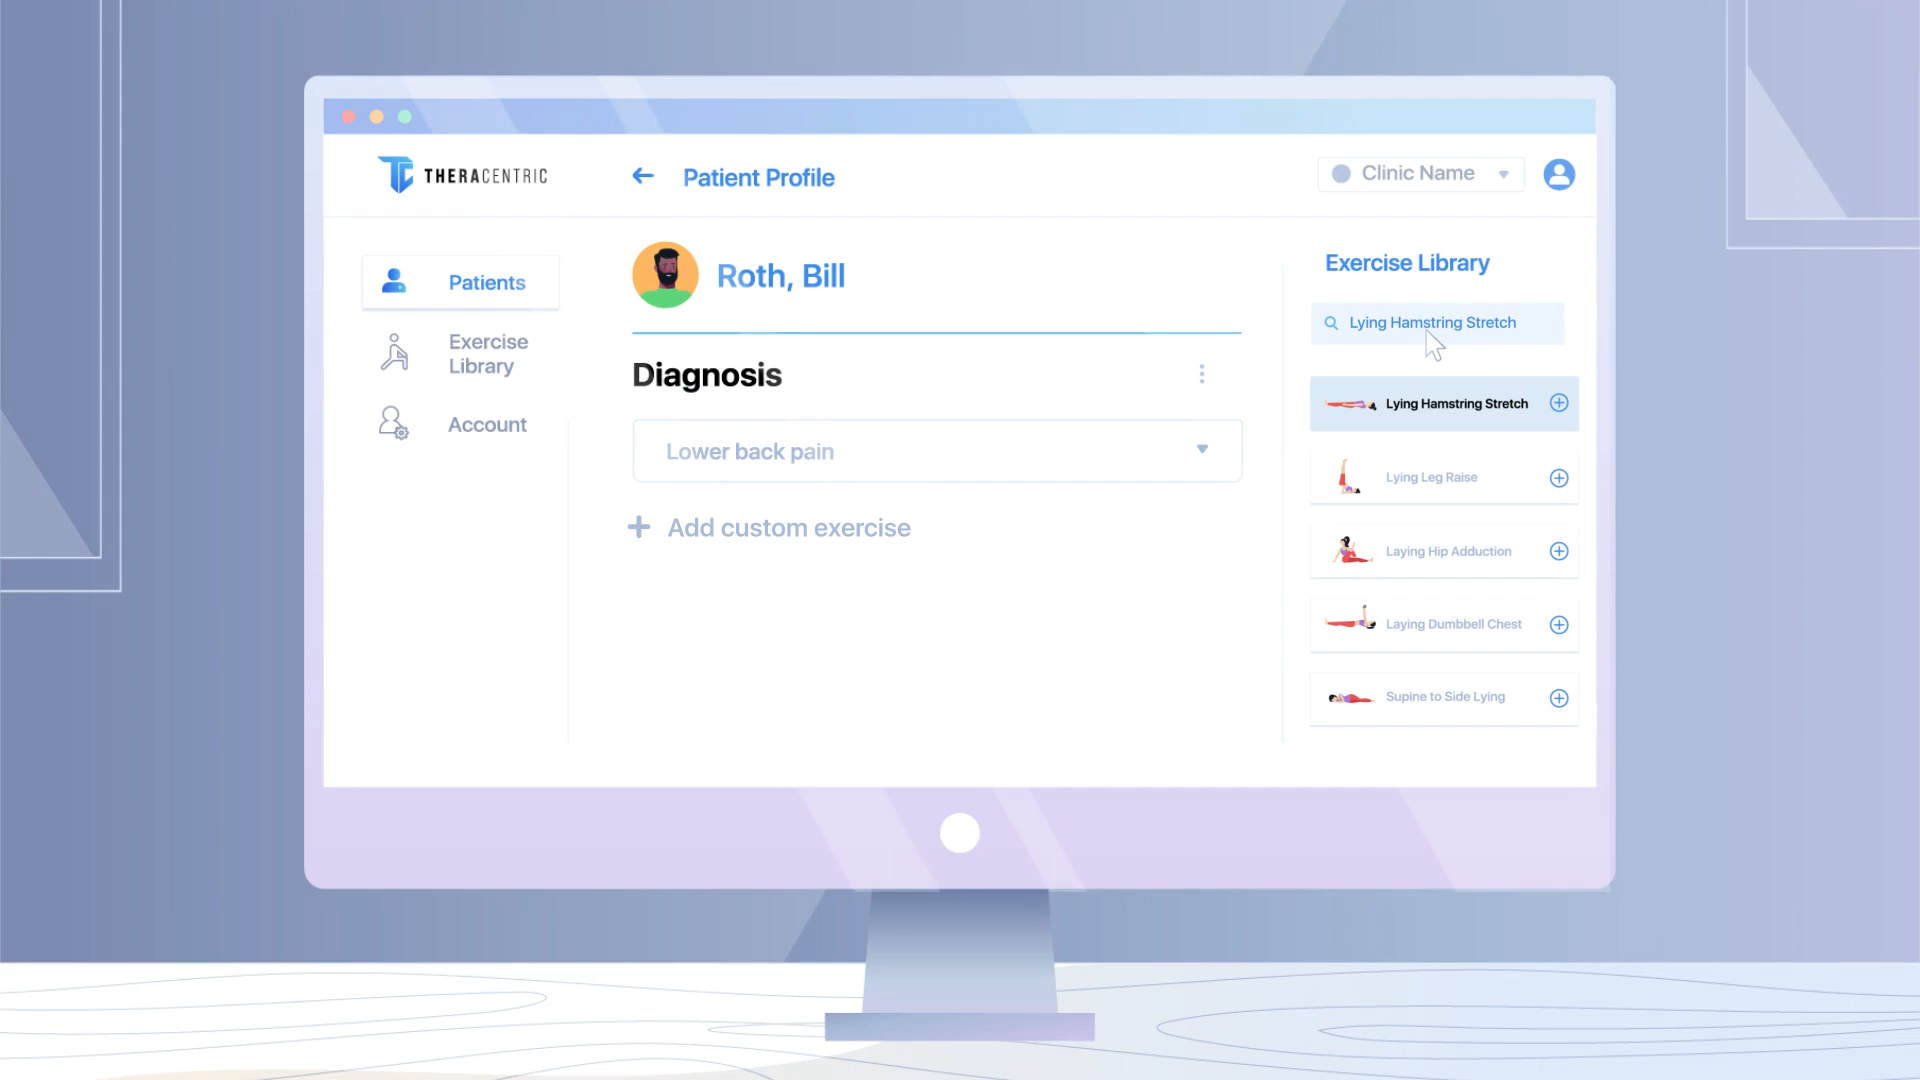 THERACENTRIC
Patient Profile
Clinic Name
Patients
Exercise
Library
Account
Roth, Bill
Diagnosis
Lower back pain
Add custom exercise
Exercise Library
Lying Hamstring Stretch
Lying Hamstring Stretch
Lying Leg Raise
Laying Hip Adduction
Laying Dumbbell Chest
Supine to Side Lying